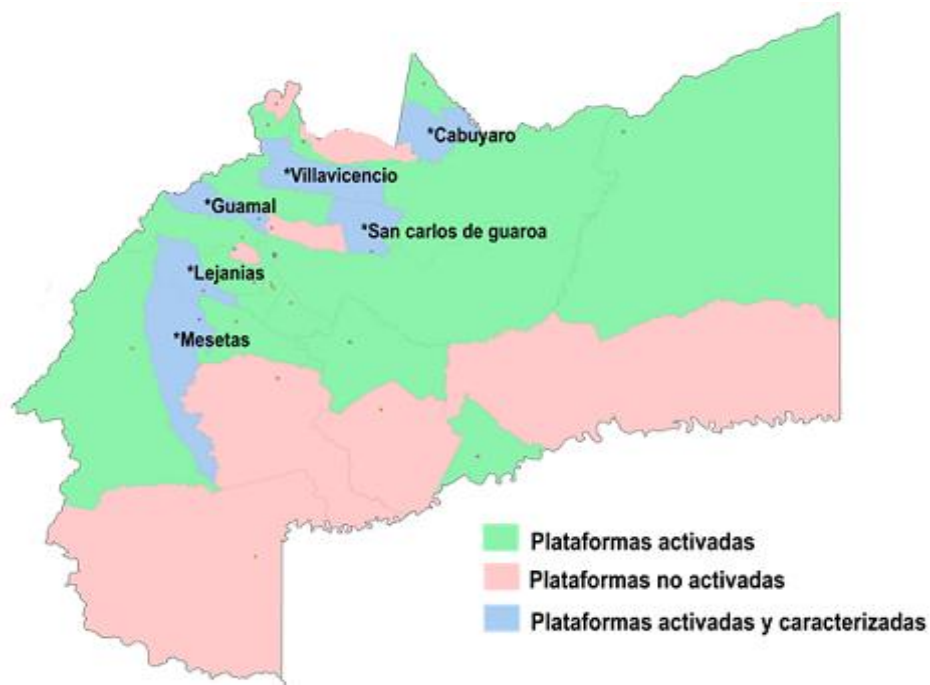 *Cabuyaro
*Villavicencio
*Guamal
*San carlos de guaroa
*Lejanias
*Mesetas
Plataformas activadas
Plataformas no activadas
Plataformas activadas y caracterizadas